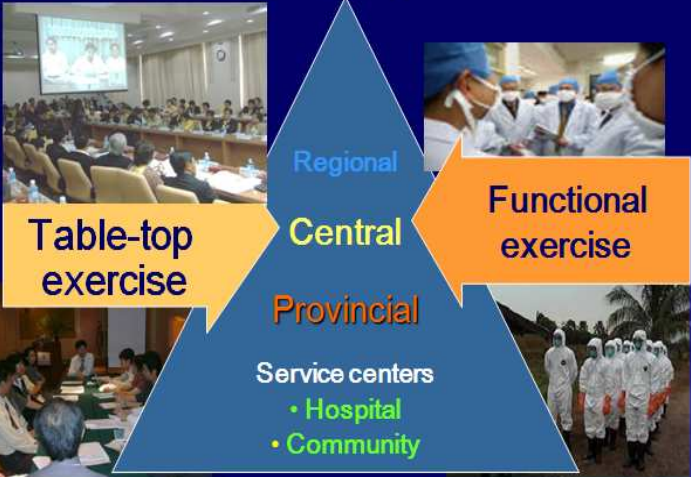 Regional
Central
Provincial
Service centers
• Hospital
• Community
Table-top
exercise
Functional
exercise